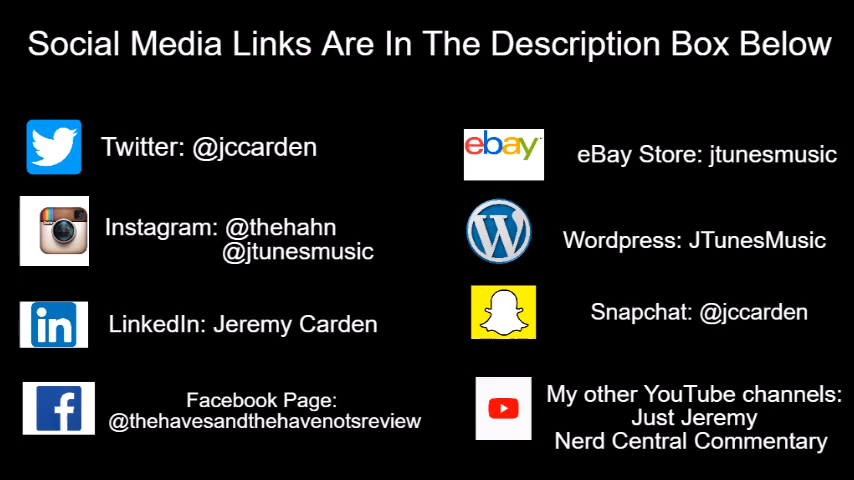 Social Media Links Are In The Description Box Below
Twitter: @jccarden
Instagram: @thehahn
@jtunesmusic
in
LinkedIn: Jeremy Carden
f
Facebook Page:
@thehavesandthehavenotsreview
ebay
eBay Store: jtunesmusic
W
Wordpress: JTunesMusic
Snapchat: @jccarden
My other YouTube channels:
Just Jeremy
Nerd Central Commentary